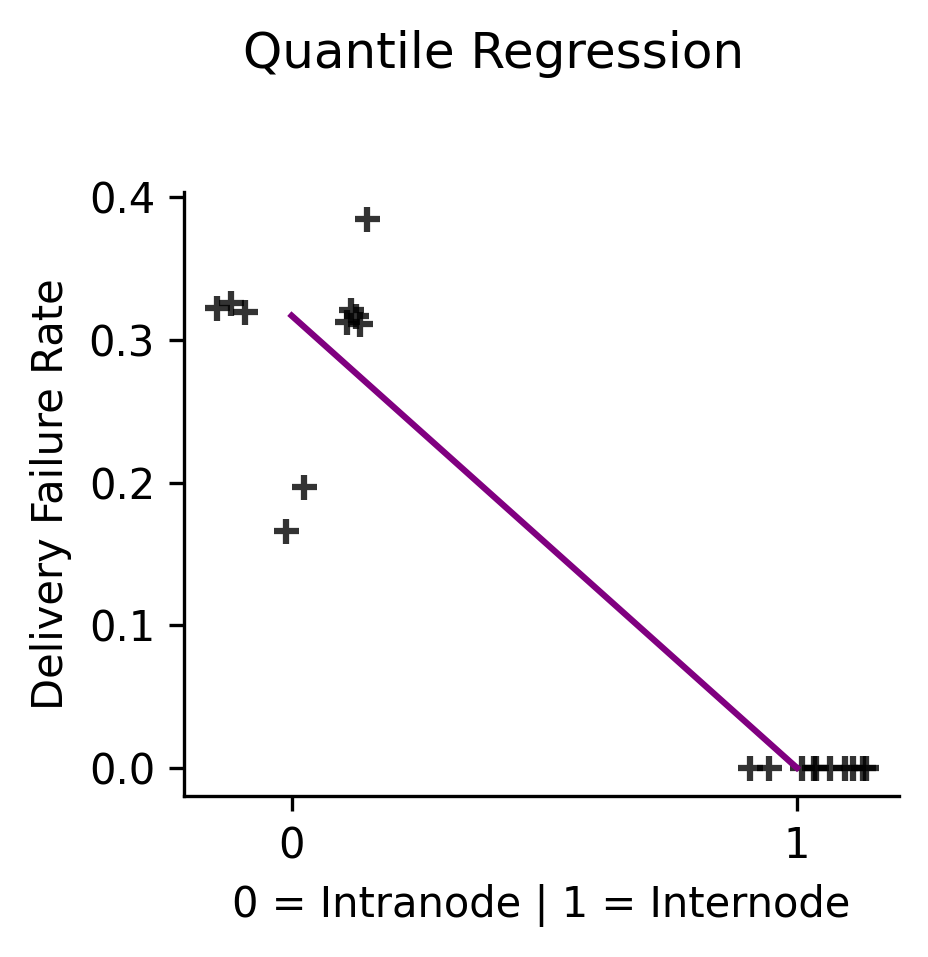 Quantile Regression
0.4
0.3
0.2
0.1
0.0
Delivery Failure Rate
0 1
0 = Intranode | 1 = Internode